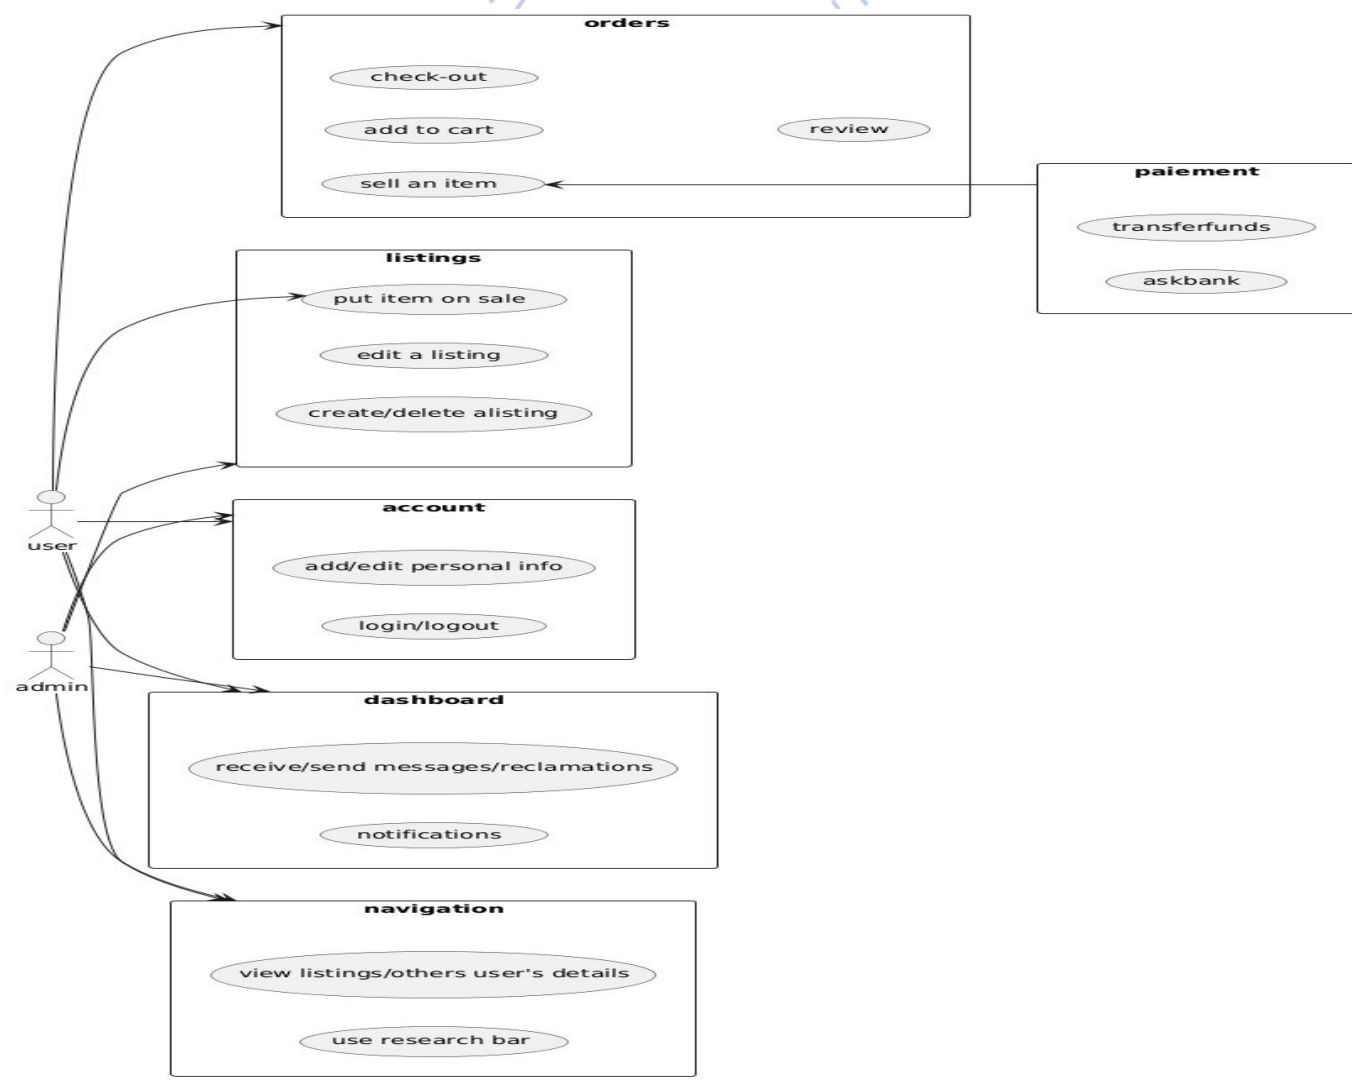 orders
check-out
add to cart
review
sell an item
paiement
transferfunds
askbank
listings
put item on sale
edit a listing
create/delete alisting
user
account
add/edit personal info
login/logout
admin
dashboard
receive/send messages/reclamations
notifications
navigation
view listings/others user's details
use research bar